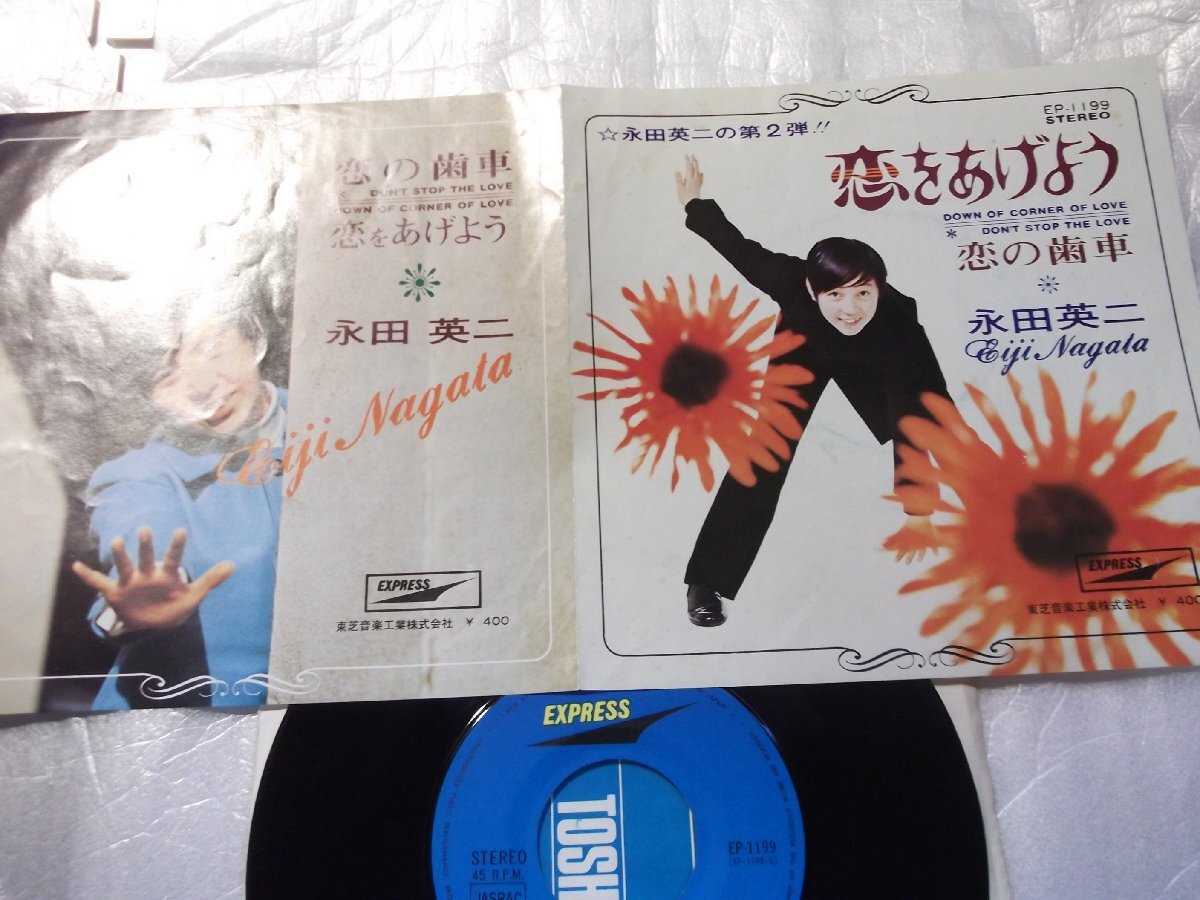 恋の歯車
DON'T STOP THE LOVE
DOWN OF CORNER OF LOVE
恋をあげよう
永田 英二
Eiji Nagata
EXPRESS
東芝音楽工業株式会社 ¥ 400
EP-1199
STEREO
☆永田英二の第2弾!!
恋をあげよう
DOWN OF CORNER OF LOVE
DON'T STOP THE LOVE
恋の歯車
永田英二
Eiji Nagata
EXPRESS
東芝音楽工業株式会社 ¥ 400
EXPRESS
TOSH
STEREO
45 R.P.M.
JASRAC
EP-1199